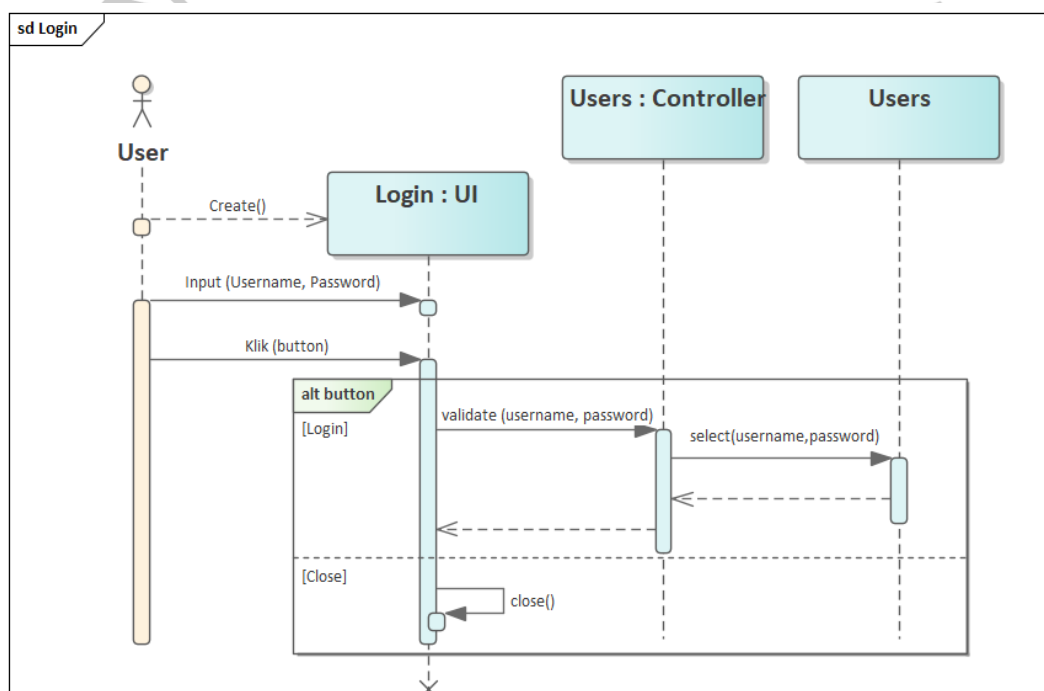 sd Login
User
Login : UI
Users : Controller
Users
Create()
Input (Username, Password)
Klik (button)
alt button
[Login]
validate (username, password)
select(username,password)
[Close]
close()